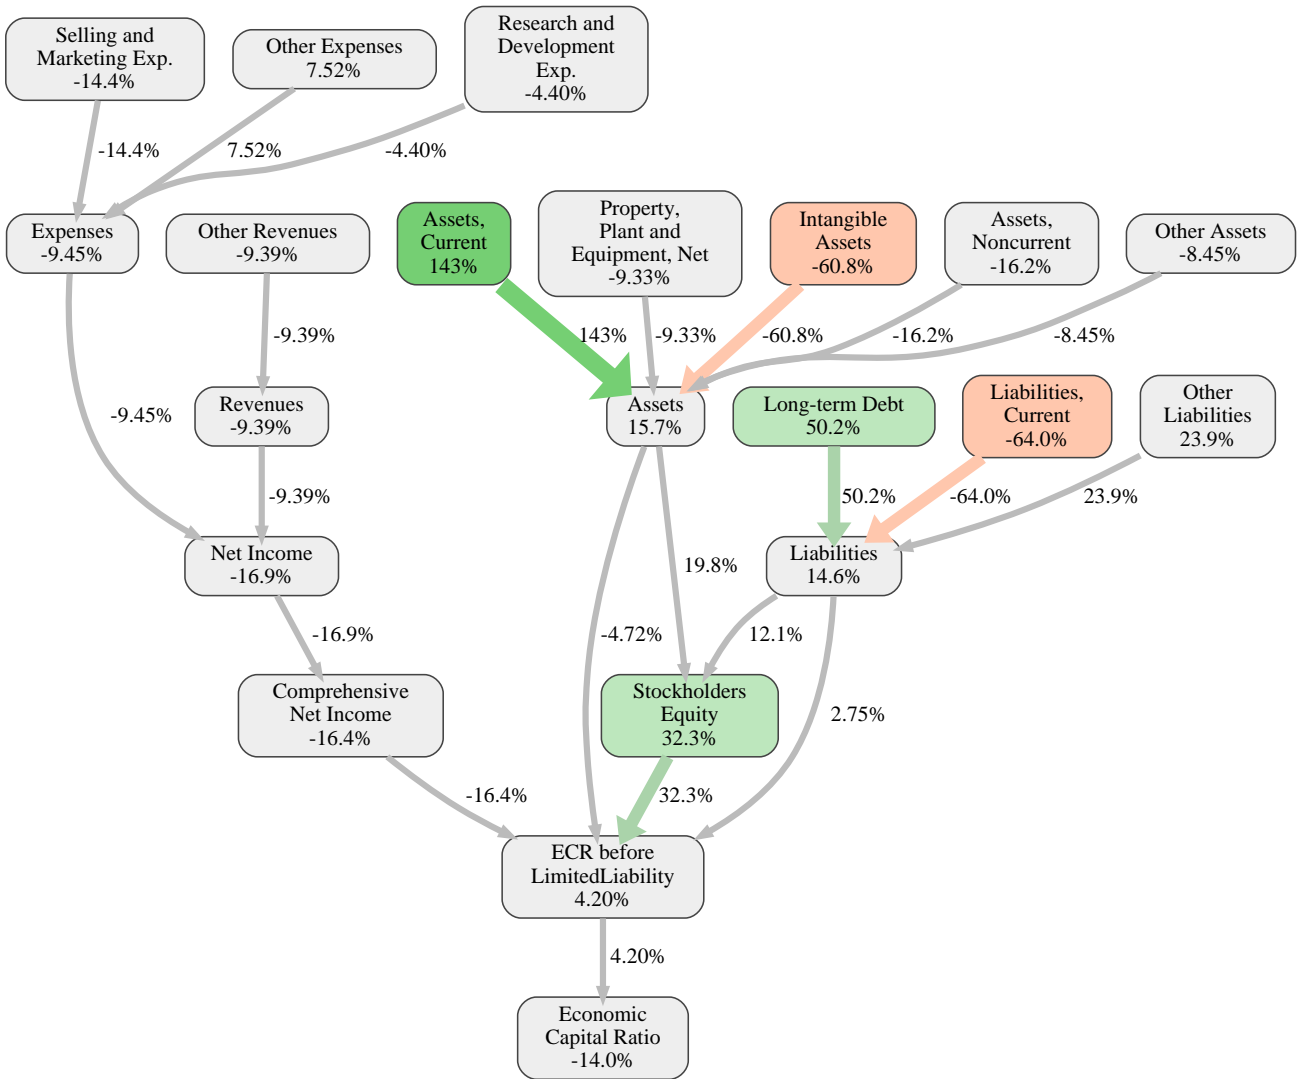 Selling and
Marketing Exp.
-14.4%
Other Expenses
7.52%
Research and
Development
Exp.
-4.40%
-14.4%
7.52%
-4.40%
Expenses
-9.45%
Other Revenues
-9.39%
Assets,
Current
143%
Property,
Plant and
Equipment, Net
-9.33%
Intangible
Assets
-60.8%
Assets,
Noncurrent
-16.2%
Other Assets
-8.45%
-9.39%
143%
-9.33%
-60.8%
-16.2%
-8.45%
-9.45%
Revenues
-9.39%
Assets
15.7%
Long-term Debt
50.2%
Liabilities,
Current
-64.0%
Other
Liabilities
23.9%
-9.39%
50.2%
-64.0%
23.9%
Net Income
-16.9%
19.8%
Liabilities
14.6%
-16.9%
-4.72%
12.1%
Comprehensive
Net Income
-16.4%
Stockholders
Equity
32.3%
2.75%
-16.4%
32.3%
ECR before
LimitedLiability
4.20%
4.20%
Economic
Capital Ratio
-14.0%